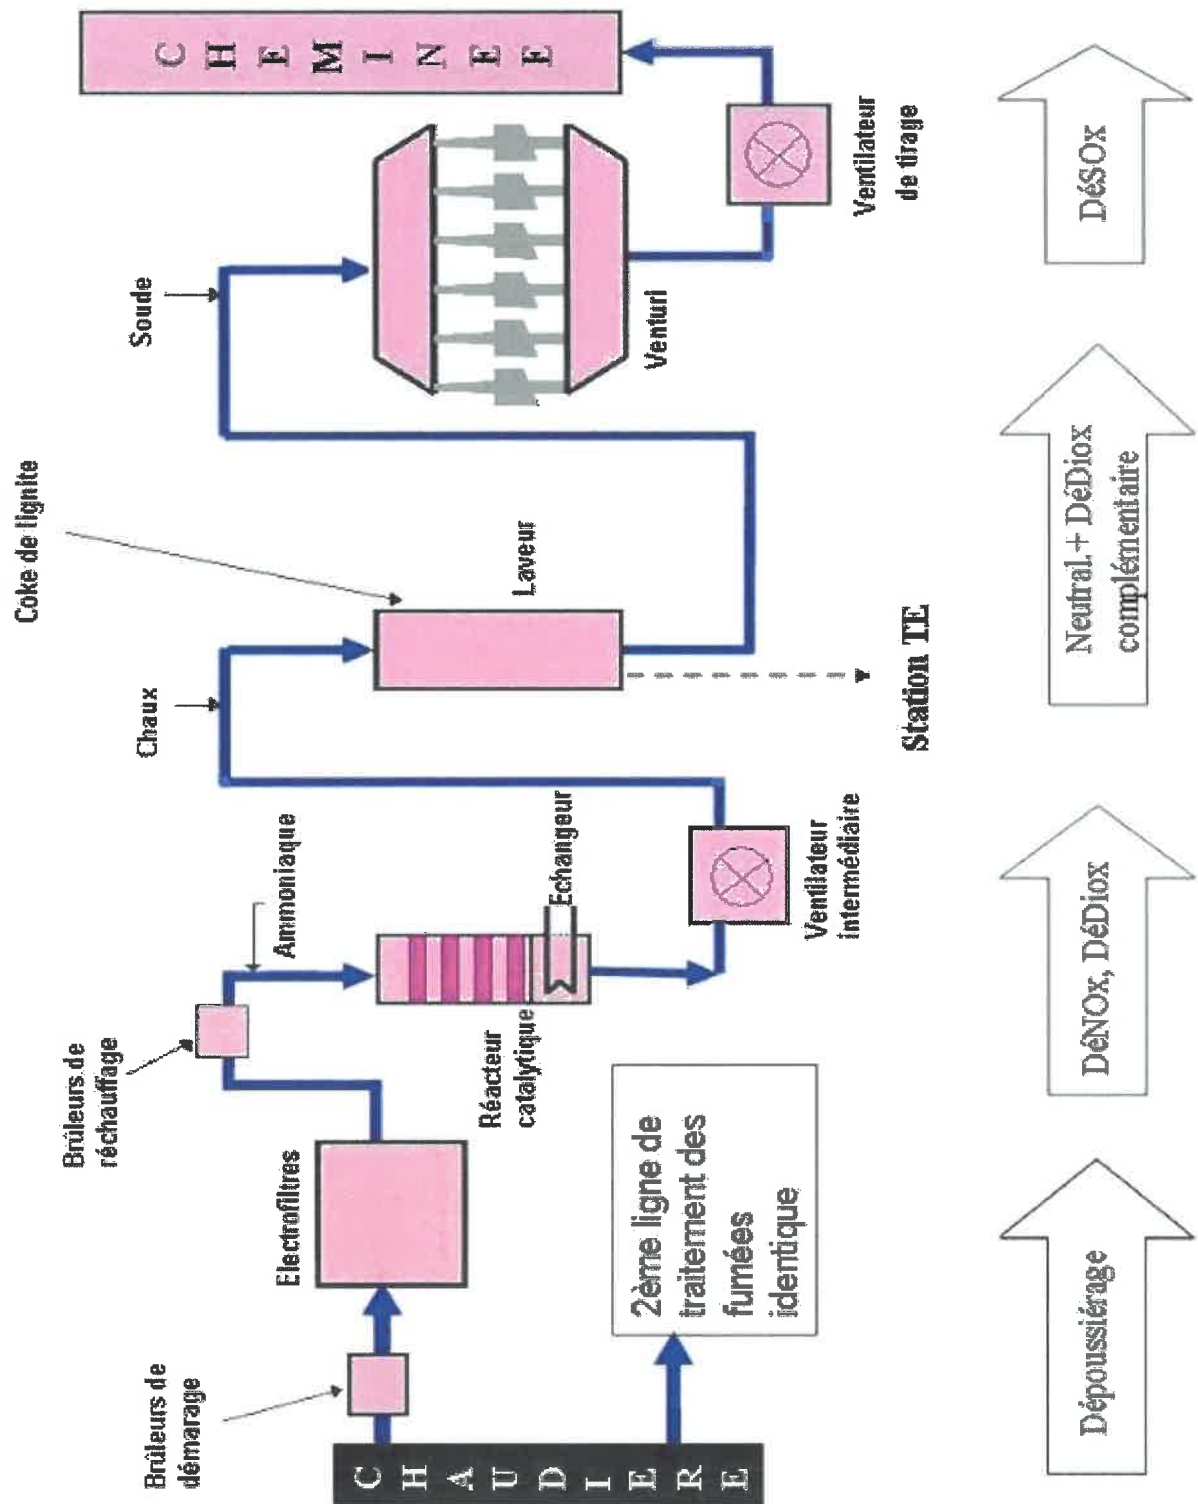 CHAUDIERE
Brûleurs de
démarage
Electrofiltres
Brûleurs de
réchauffage
Ammoniaque
Réacteur
catalytique
Echangeur
2ème ligne de
traitement des
fumées
identique
Ventilateur
intermédiaire
Chaux
Coke de lignite
Laveur
Station TE
Soude
Venturi
Ventilateur
de tirage
CHEMINEE
Dépoussiérage
DéNOx, DéDiox
Neutral.+ DéDiox
complémentaire
DéSOx